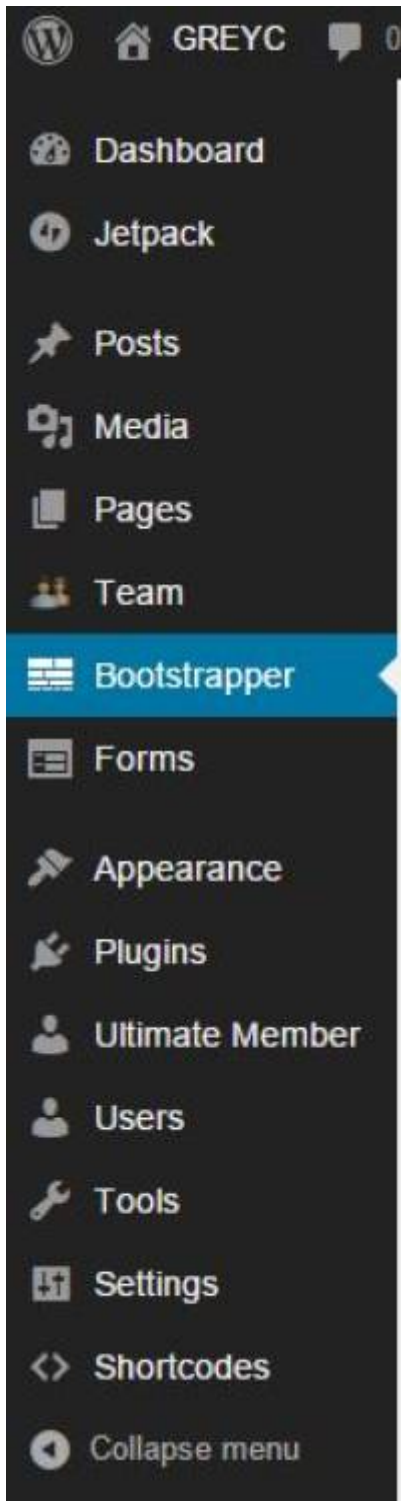 GREYC 0
Dashboard
Jetpack
Posts
Media
Pages
Team
Bootstrapper
Forms
Appearance
Plugins
Ultimate Member
Users
Tools
Settings
Shortcodes
Collapse menu